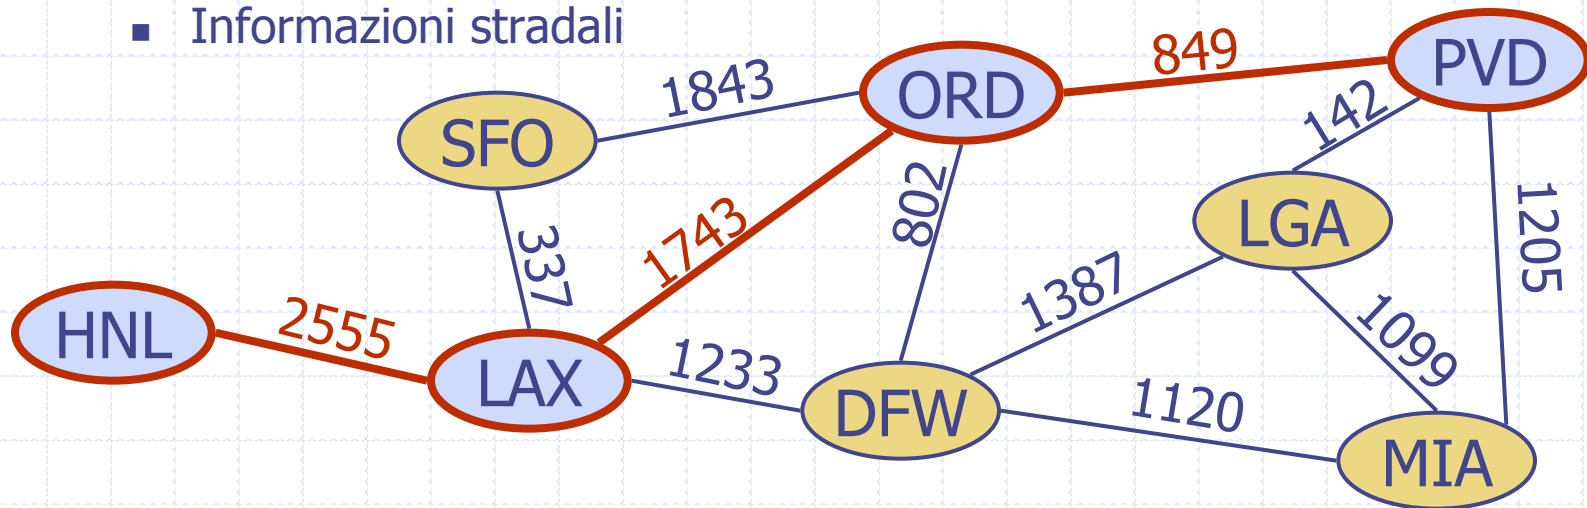 ▪ Informazioni stradali
849
PVD
1843
ORD
142
SFO
802
LGA
1205
1743
337
1387
HNL
2555
LAX
1233
1099
DFW
1120
MIA